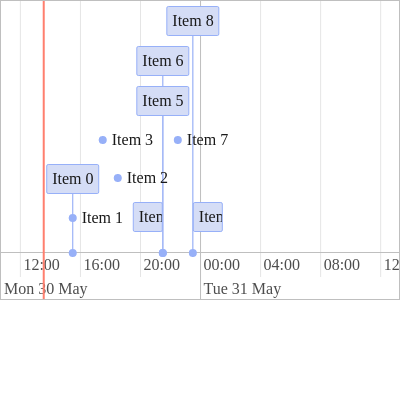 Item 8
Item 6
Item 5
Item 3
Item 7
Item 0
Item 2
Item 1
12:00
16:00
20:00
00:00
04:00
08:00
12
Mon 30 May
Tue 31 May